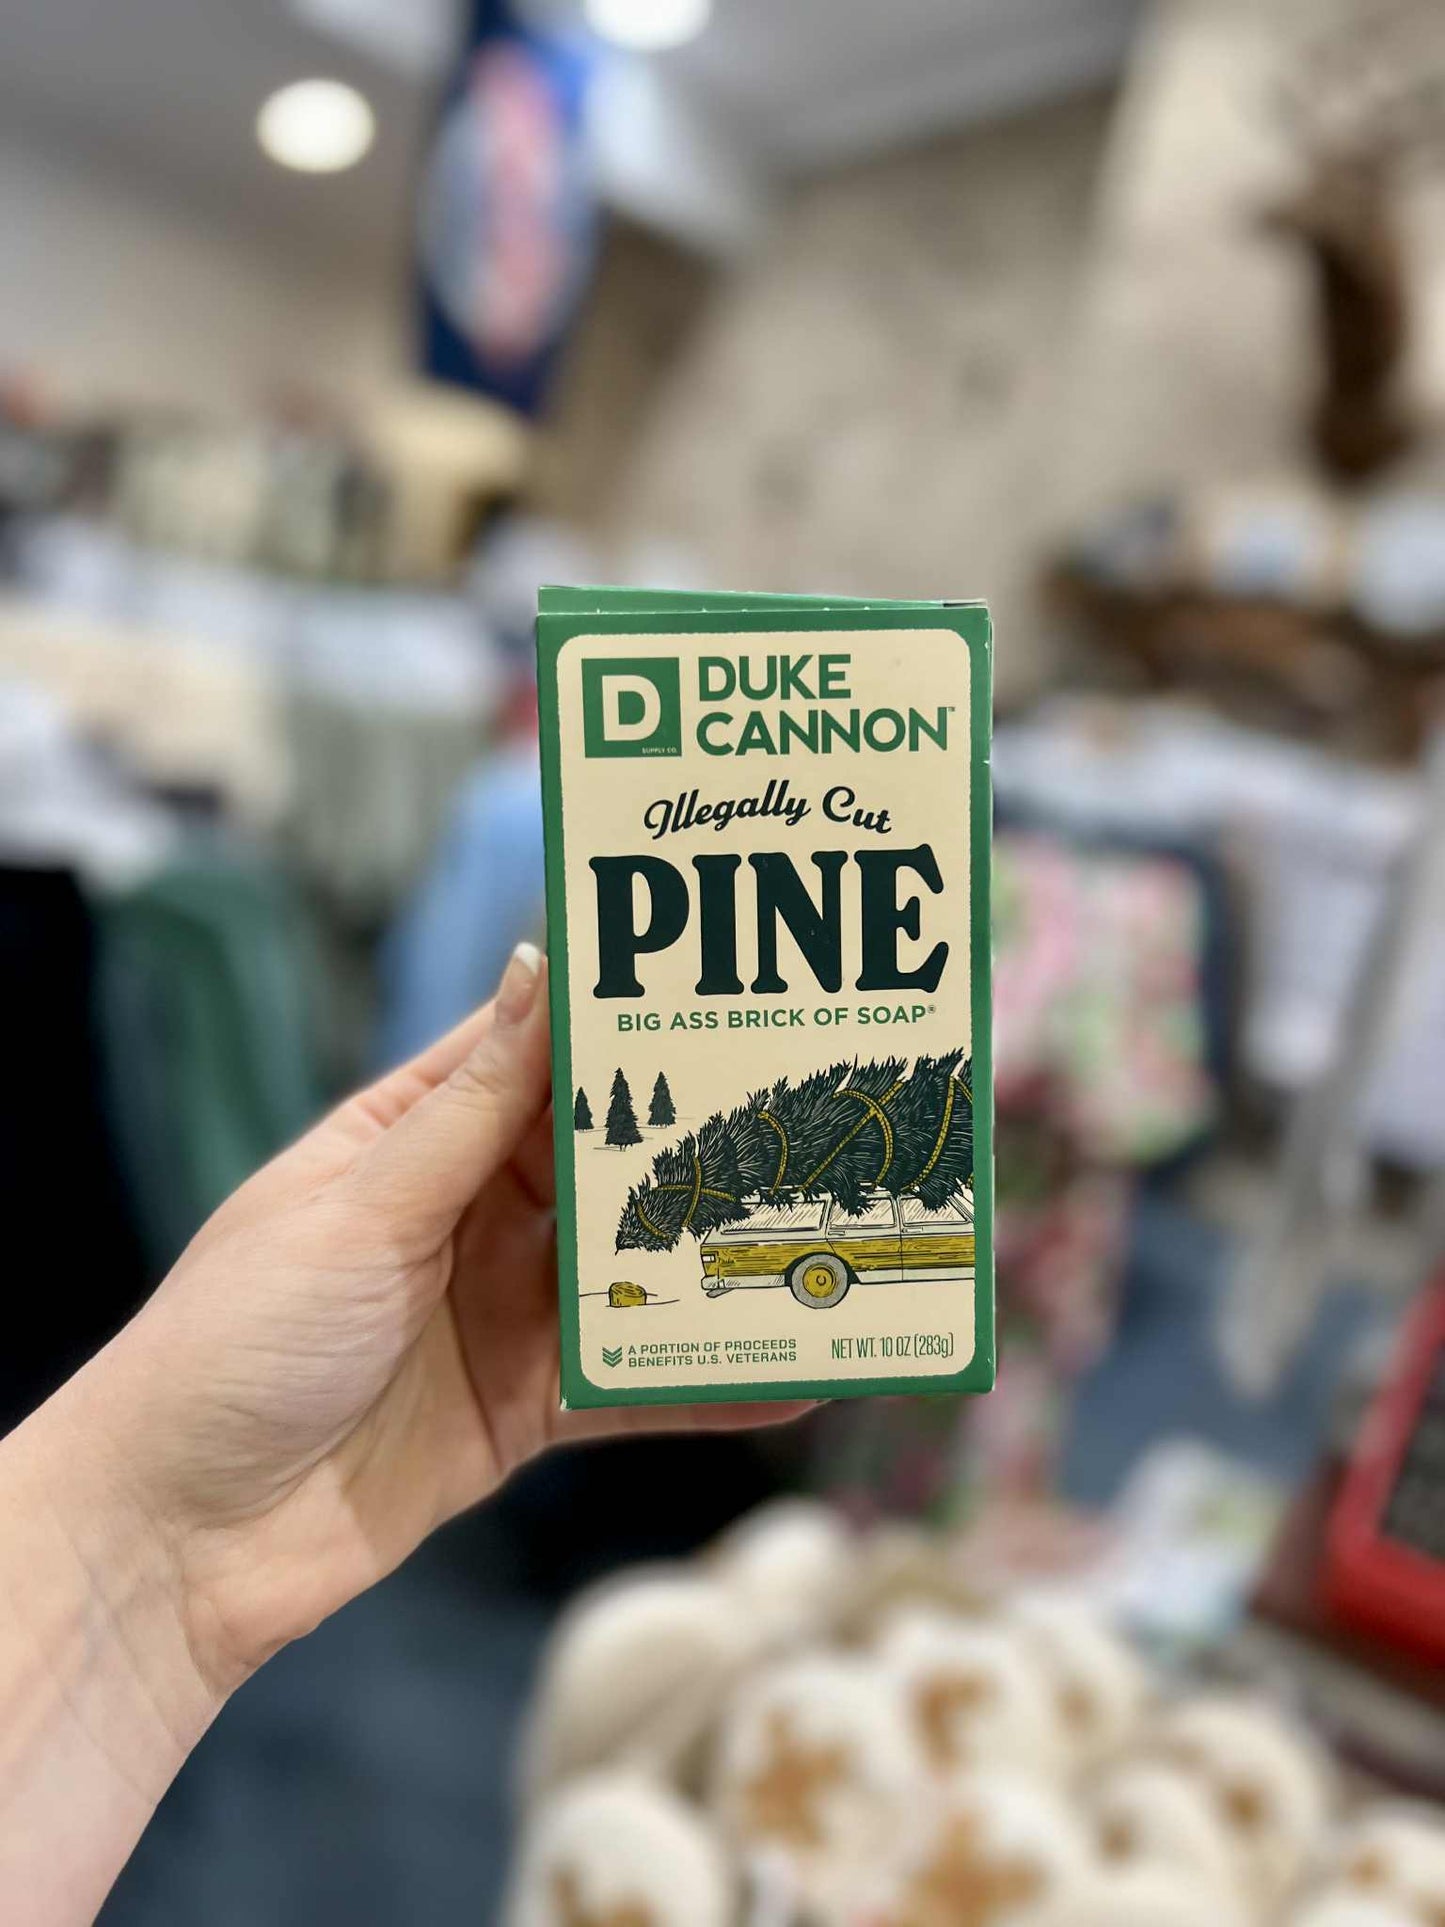 D
SUPPLY CO.
DUKE
CANNON™
Illegally Cut
PINE
BIG ASS BRICK OF SOAP®
A PORTION OF PROCEEDS
BENEFITS U.S. VETERANS
NET WT. 10 OZ (283g)